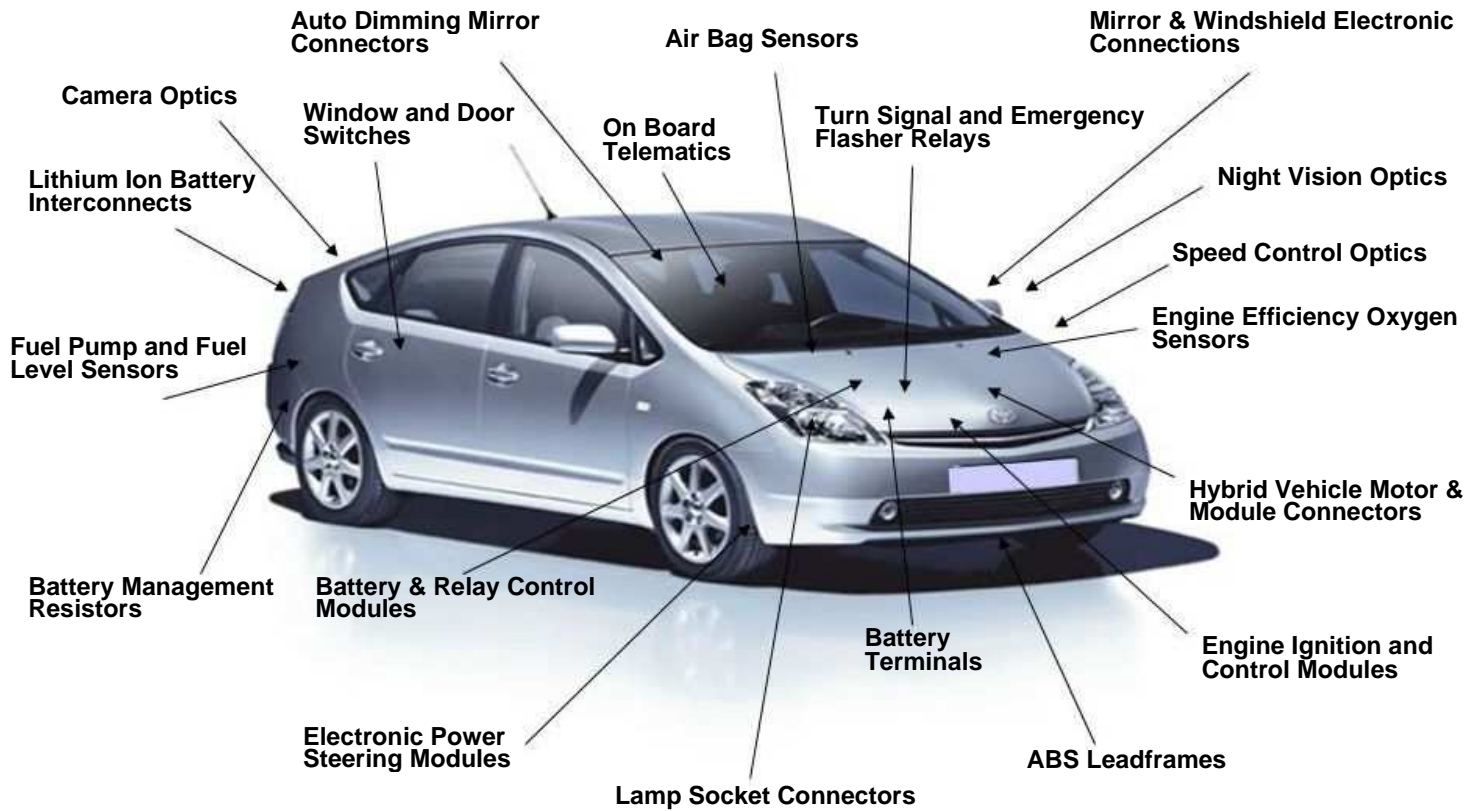 Auto Dimming Mirror
Connectors
Air Bag Sensors
Mirror & Windshield Electronic
Connections
Camera Optics
Window and Door
Switches
On Board
Telematics
Turn Signal and Emergency
Flasher Relays
Lithium Ion Battery
Interconnects
Night Vision Optics
Speed Control Optics
Engine Efficiency Oxygen
Sensors
Fuel Pump and Fuel
Level Sensors
Hybrid Vehicle Motor &
Module Connectors
Battery Management
Resistors
Battery & Relay Control
Modules
Battery
Terminals
Engine Ignition and
Control Modules
Electronic Power
Steering Modules
ABS Leadframes
Lamp Socket Connectors